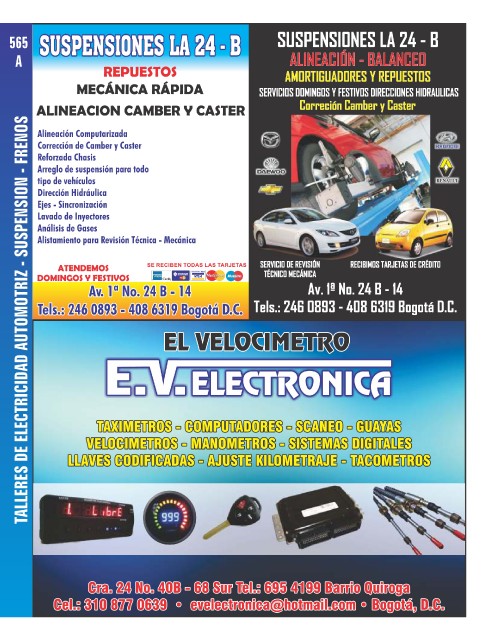 565
A
TALLERES DE ELECTRICIDAD AUTOMOTRIZ - SUSPENSION - FRENOS
SUSPENSIONES LA 24 - B
REPUESTOS
MECÁNICA RÁPIDA
ALINEACION CAMBER Y CASTER
Alineación Computarizada
Corrección de Camber y Caster
Reforzada Chasis
Arreglo de suspensión para todo
tipo de vehículos
Dirección Hidráulica
Ejes - Sincronización
Lavado de Inyectores
Análisis de Gases
Alistamiento para Revisión Técnica - Mecánica
ATENDEMOS
DOMINGOS Y FESTIVOS
SE RECIBEN TODAS LAS TARJETAS
Av. 1ª No. 24 B - 14
Tels.: 246 0893 - 408 6319 Bogotá D.C.
SUSPENSIONES LA 24 - B
ALINEACIÓN - BALANCEO
AMORTIGUADORES Y REPUESTOS
SERVICIOS DOMINGOS Y FESTIVOS DIRECCIONES HIDRAULICAS
Correción Camber y Caster
DAEWOO
RENAULT
SERVICIO DE REVISIÓN
TÉCNICO MECÁNICA
RECIBIMOS TARJETAS DE CRÉDITO
Av. 1ª No. 24 B - 14
Tels.: 246 0893 - 408 6319 Bogotá D.C.
EL VELOCIMETRO
E.V. ELECTRONICA
TAXIMETROS - COMPUTADORES - SCANEO - GUAYAS
VELOCIMETROS - MANOMETROS - SISTEMAS DIGITALES
LLAVES CODIFICADAS - AJUSTE KILOMETRAJE - TACOMETROS
1. LibrE
999
Cra. 24 No. 40B - 68 Sur Tel.: 695 4199 Barrio Quiroga
Cel.: 310 877 0639 • evelectronica@hotmail.com • Bogotá, D.C.